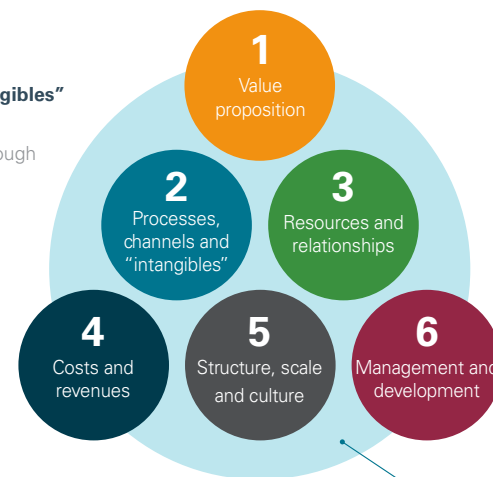 gibles”
ough
1
Value
proposition
2
Processes,
channels and
“intangibles”
3
Resources and
relationships
4
Costs and
revenues
5
Structure, scale
and culture
6
Management and
development